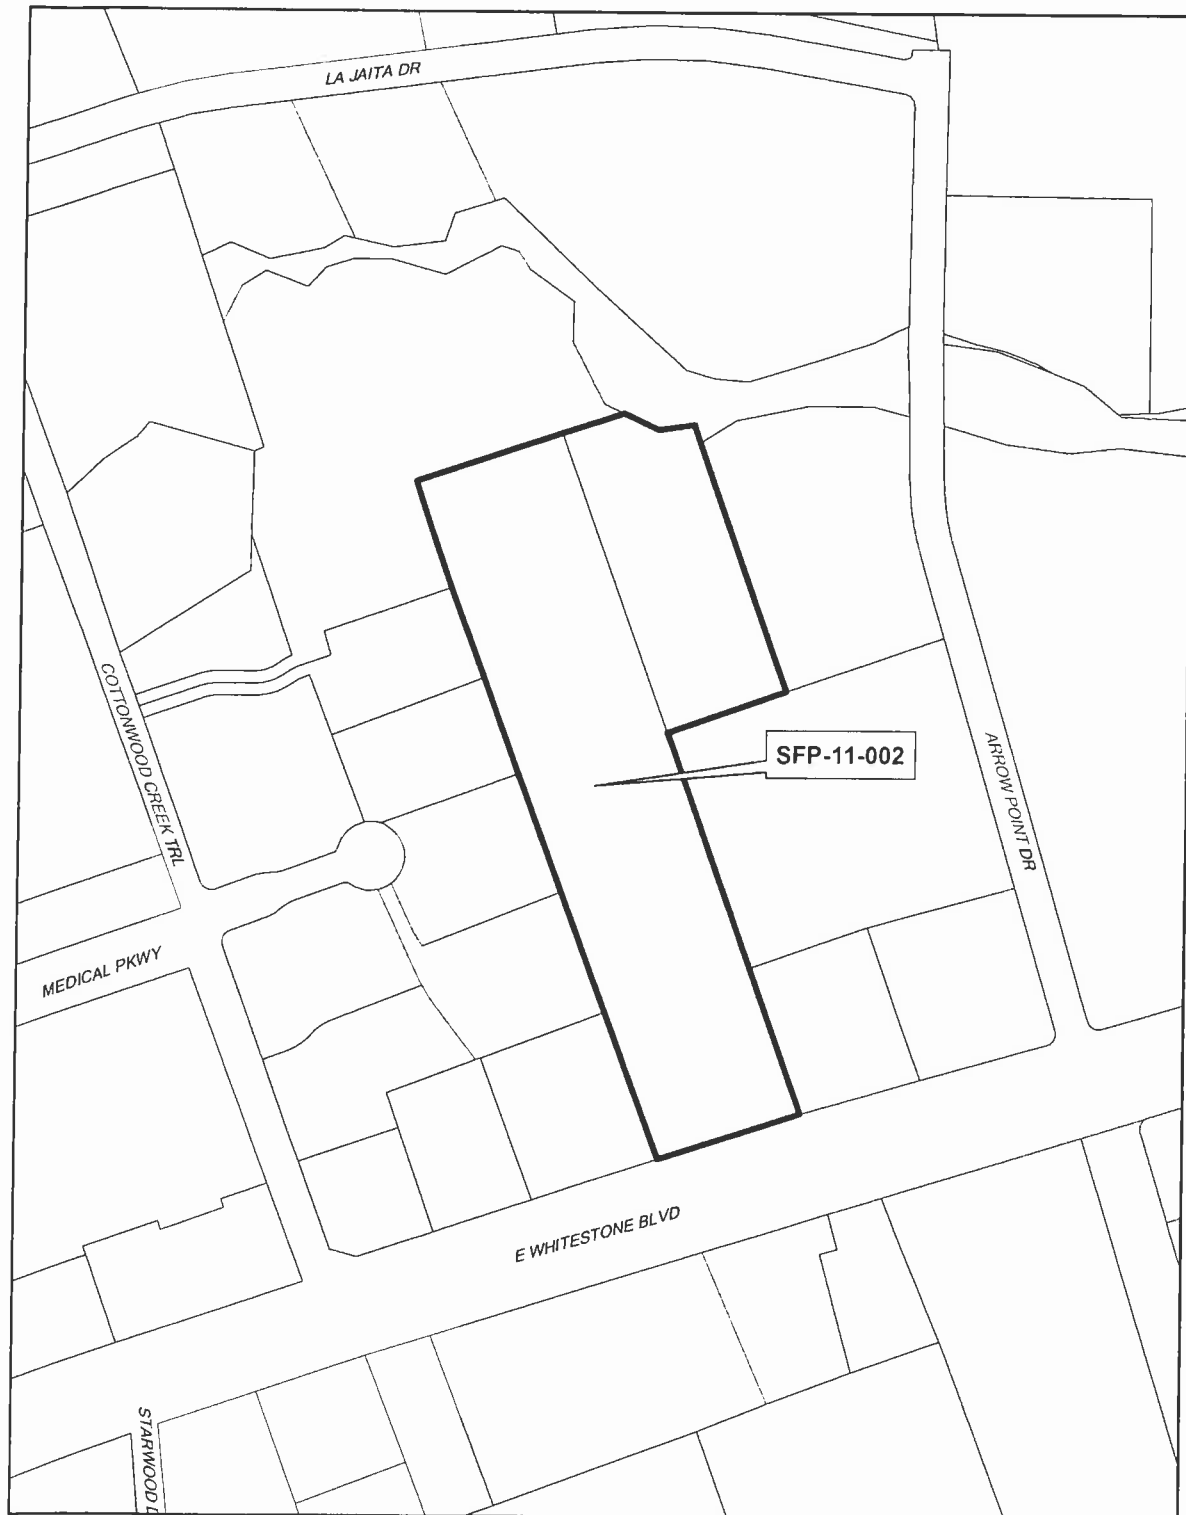 LA JAITA DR
COTTONWOOD CREEK TRL
SFP-11-002
ARROW POINT DR
MEDICAL PKWY
E WHITESTONE BLVD
STARWOOD D